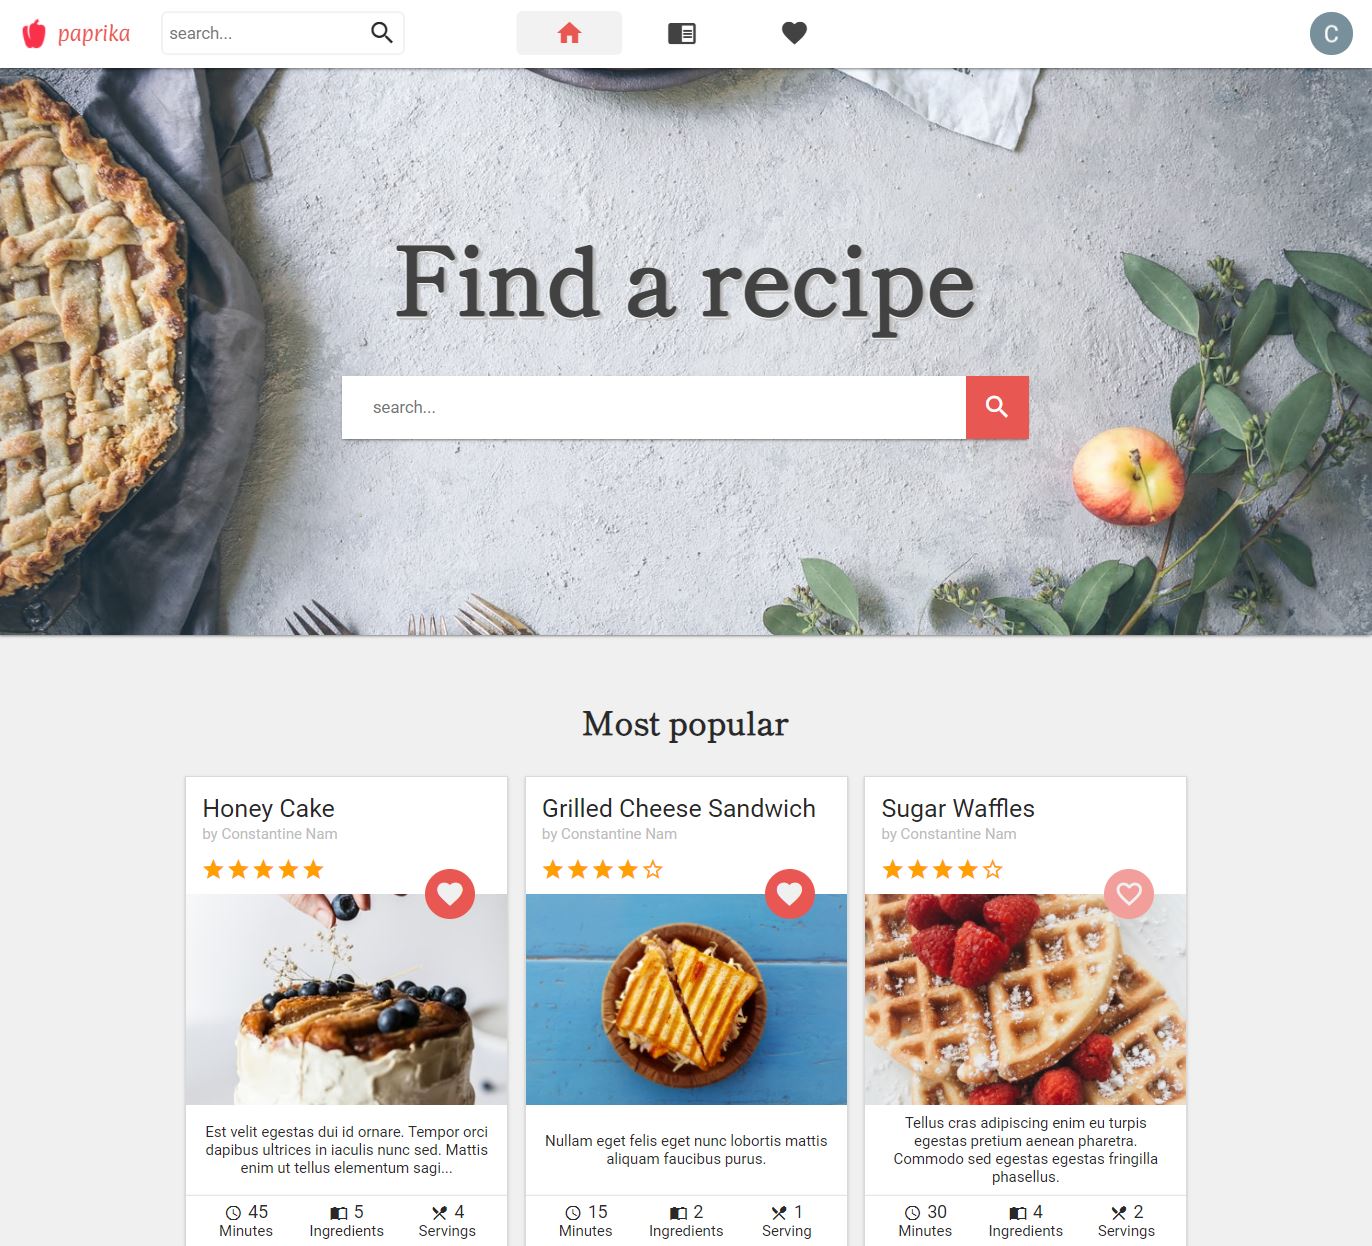 paprika
search...
C
Find a recipe
search...
Most popular
Honey Cake
by Constantine Nam
Grilled Cheese Sandwich
by Constantine Nam
Sugar Waffles
by Constantine Nam
Est velit egestas dui id ornare. Tempor orci
dapibus ultrices in iaculis nunc sed. Mattis
enim ut tellus elementum sagi...
Nullam eget felis eget nunc lobortis mattis
aliquam faucibus purus.
Tellus cras adipiscing enim eu turpis
egestas pretium aenean pharetra.
Commodo sed egestas egestas fringilla
phasellus.
45
Minutes
5
Ingredients
4
Servings
15
Minutes
2
Ingredients
1
Serving
30
Minutes
4
Ingredients
2
Servings